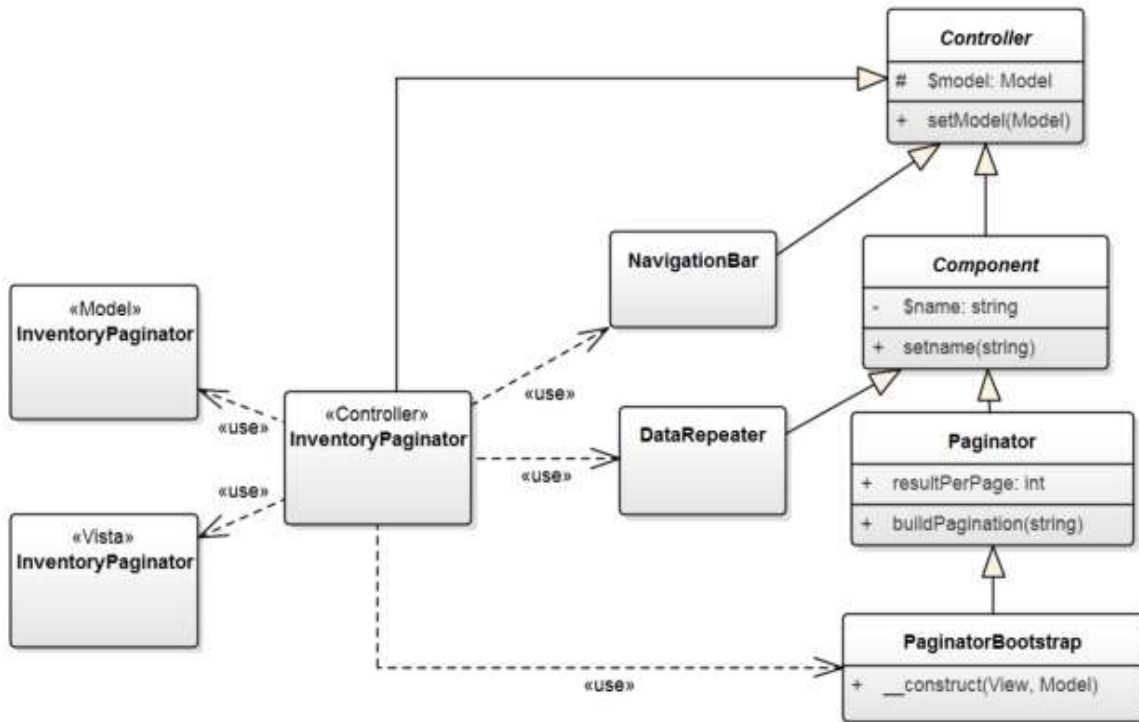 Controller
# $model: Model
+ setModel(Model)
NavigationBar
Component
- $name: string
+ setname(string)
«Model»
InventoryPaginator
«use»
«use»
«Controller»
InventoryPaginator
DataRepeater
«use»
Paginator
+ resultPerPage: int
+ buildPagination(string)
«use»
«Vista»
InventoryPaginator
PaginatorBootstrap
+ __construct(View, Model)
«use»